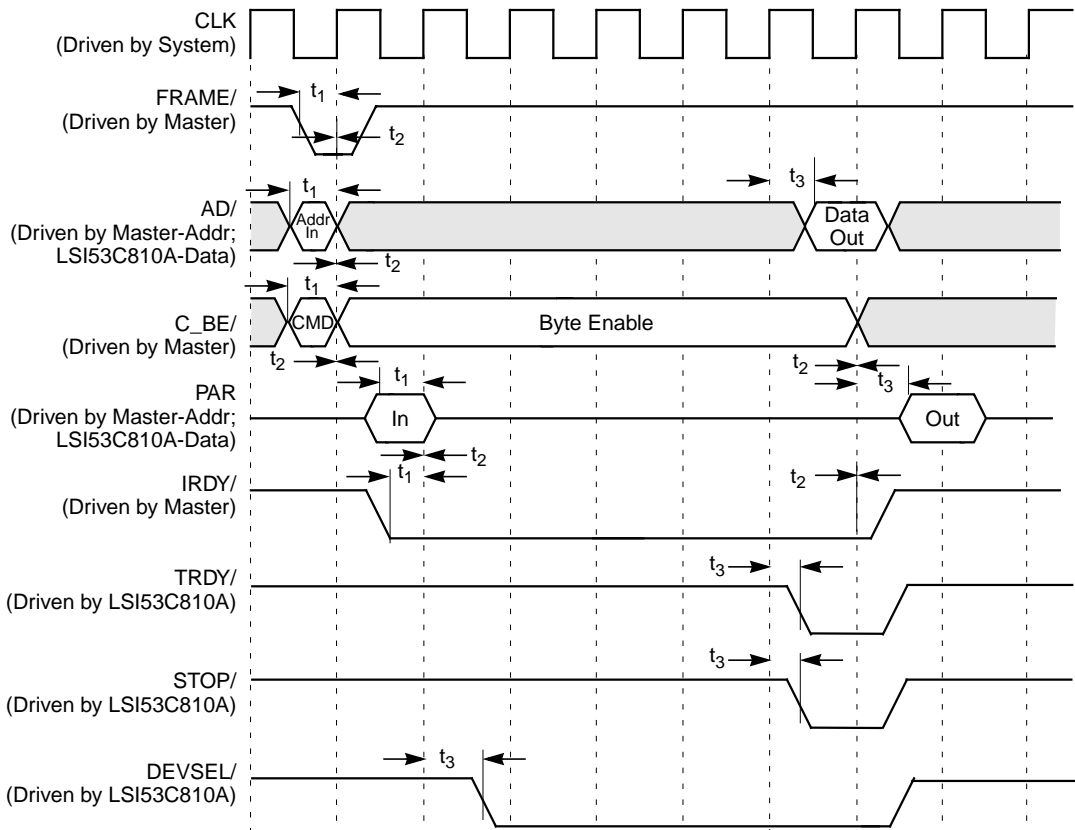 CLK
(Driven by System)
FRAME/
(Driven by Master)
t1
t2
AD/
(Driven by Master-Addr;
LSI53C810A-Data)
t1
Addr
In
t2
t3
Data
Out
C_BE/
(Driven by Master)
t1
CMD
Byte Enable
t2
t2
PAR
(Driven by Master-Addr;
LSI53C810A-Data)
t1
In
t2
t3
Out
IRDY/
(Driven by Master)
t1
t2
TRDY/
(Driven by LSI53C810A)
t3
STOP/
(Driven by LSI53C810A)
t3
DEVSEL/
(Driven by LSI53C810A)
t3